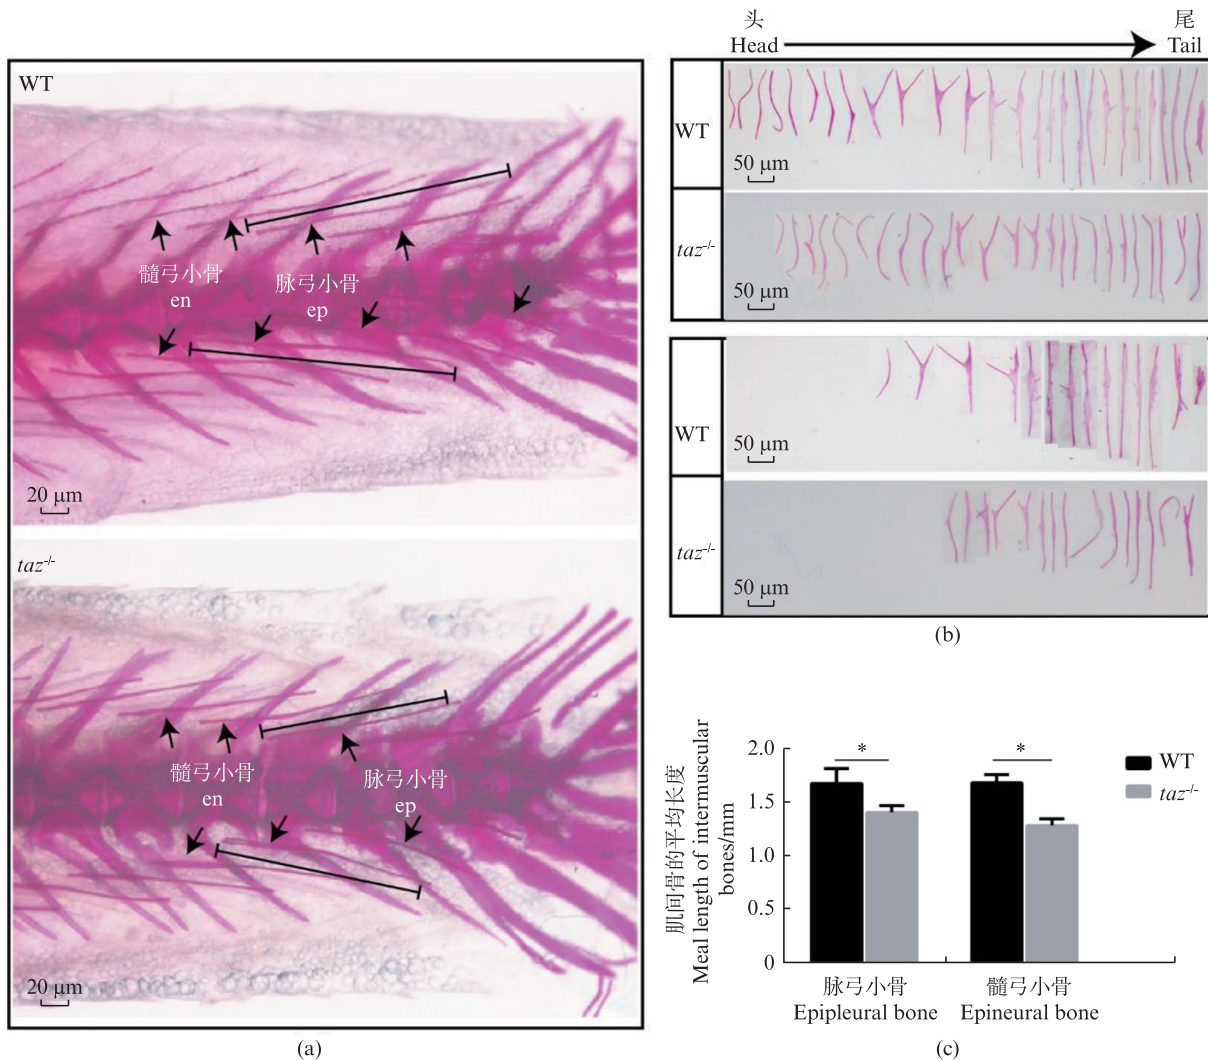 WT
髓弓小骨
en
脉弓小骨
ep
20 μm
taz-/-
髓弓小骨
en
脉弓小骨
ep
20 μm
(a)
头
Head
尾
Tail
WT
50 μm
taz-/-
50 μm
WT
50 μm
taz-/-
50 μm
(b)
肌间骨的平均长度
Meal length of intermuscular
bones/mm
2.0
1.5
1.0
0.5
0
*
*
WT
taz-/-
脉弓小骨
Epipleural bone
髓弓小骨
Epineural bone
(c)